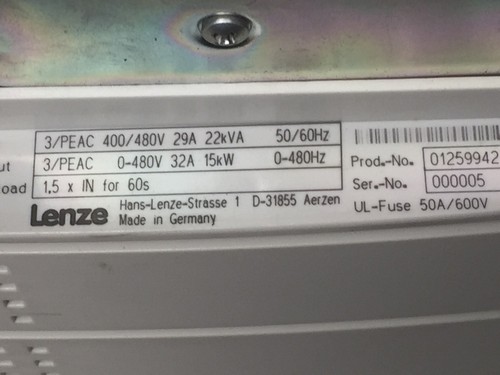 3/PEAC 400/480V 29A 22kVA 50/60Hz
3/PEAC 0-480V 32A 15kW 0-480Hz
1,5 x IN for 60s
Lenze
Hans-Lenze-Strasse 1 D-31855 Aerzen
Made in Germany
Prod.-No. 01259942
Ser.-No. 000005
UL-Fuse 50A/600V